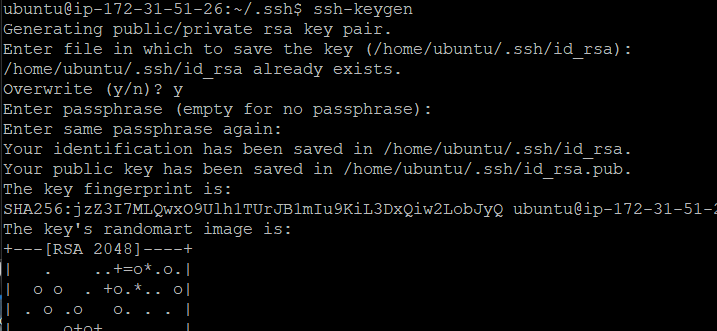 ubuntu@ip-172-31-51-26:~/.ssh$ ssh-keygen
Generating public/private rsa key pair.
Enter file in which to save the key (/home/ubuntu/.ssh/id_rsa):
/home/ubuntu/.ssh/id_rsa already exists.
Overwrite (y/n)? y
Enter passphrase (empty for no passphrase):
Enter same passphrase again:
Your identification has been saved in /home/ubuntu/.ssh/id_rsa.
Your public key has been saved in /home/ubuntu/.ssh/id_rsa.pub.
The key fingerprint is:
SHA256:jzZ3I7MLQwxO9Ulh1TUrJB1mIu9KiL3DxQiw2LobJyQ ubuntu@ip-172-31-51-2
The key's randomart image is:
+---[RSA 2048]----+
|   .    ..+=o*.o.|
|  o o  . +o.*.. o|
| . o .o   o. . . |
|    o+o+         |